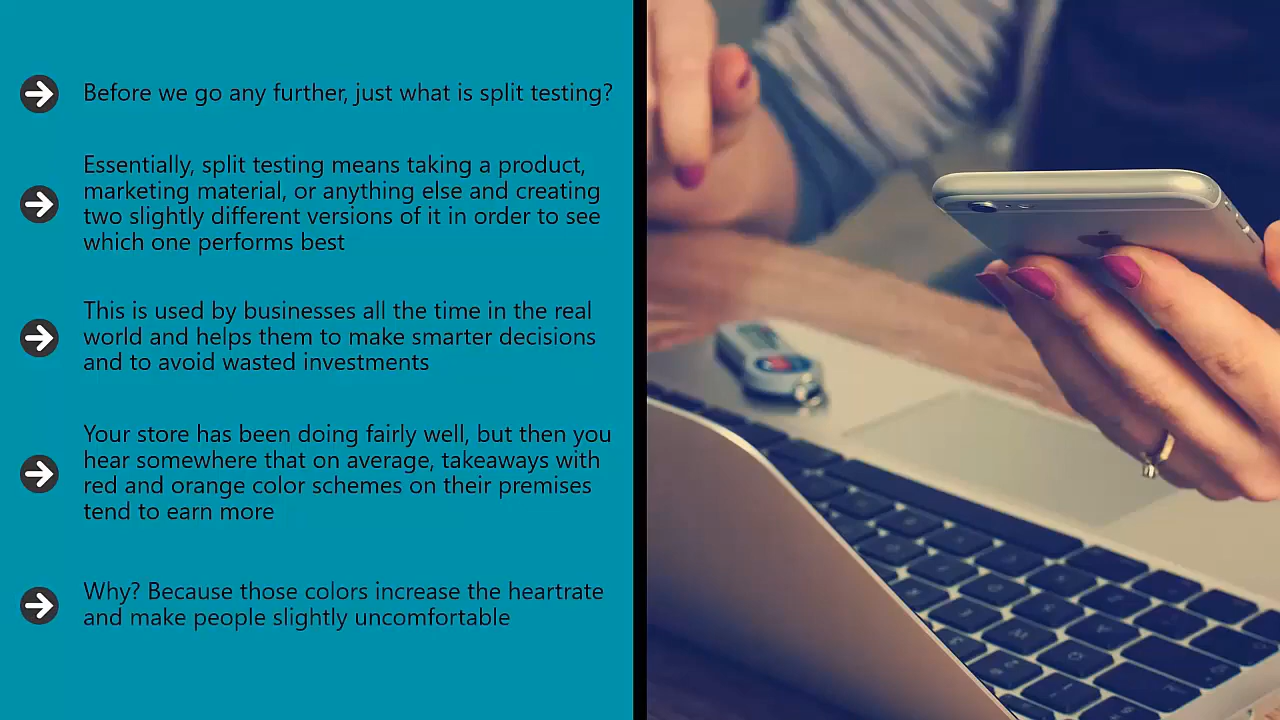 Before we go any further, just what is split testing?
Essentially, split testing means taking a product,
marketing material, or anything else and creating
two slightly different versions of it in order to see
which one performs best
This is used by businesses all the time in the real
world and helps them to make smarter decisions
and to avoid wasted investments
Your store has been doing fairly well, but then you
hear somewhere that on average, takeaways with
red and orange color schemes on their premises
tend to earn more
Why? Because those colors increase the heartrate
and make people slightly uncomfortable